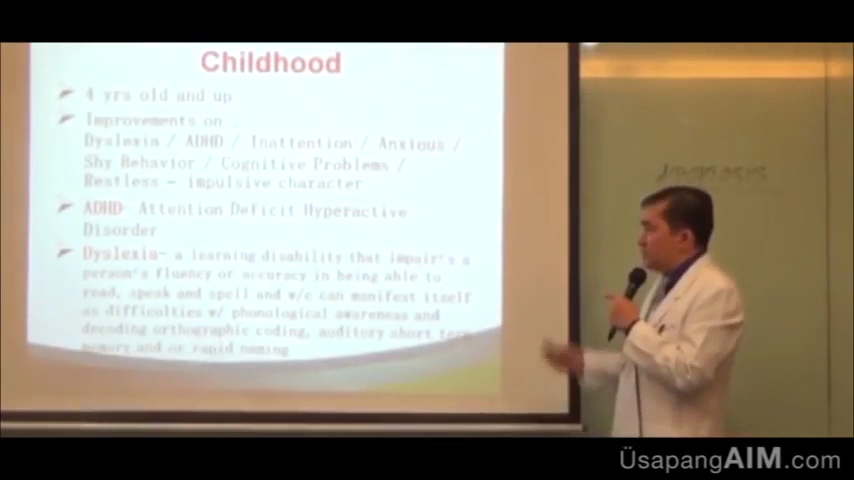 Childhood
4 yrs old and up
Improvements on :
Dyslexia / ADHD / Inattention / Anxious /
Shy Behavior / Cognitive Problems /
Restless - impulsive character
ADHD- Attention Deficit Hyperactive
Disorder
Dyslexia- a learning disability that impair's a
person's fluency or accuracy in being able to
read, speak and spell and w/c can manifest itself
as difficulties w/ phonological awareness and
decoding orthographic coding, auditory short term
memory and or rapid naming
ÜsapangAIM.com